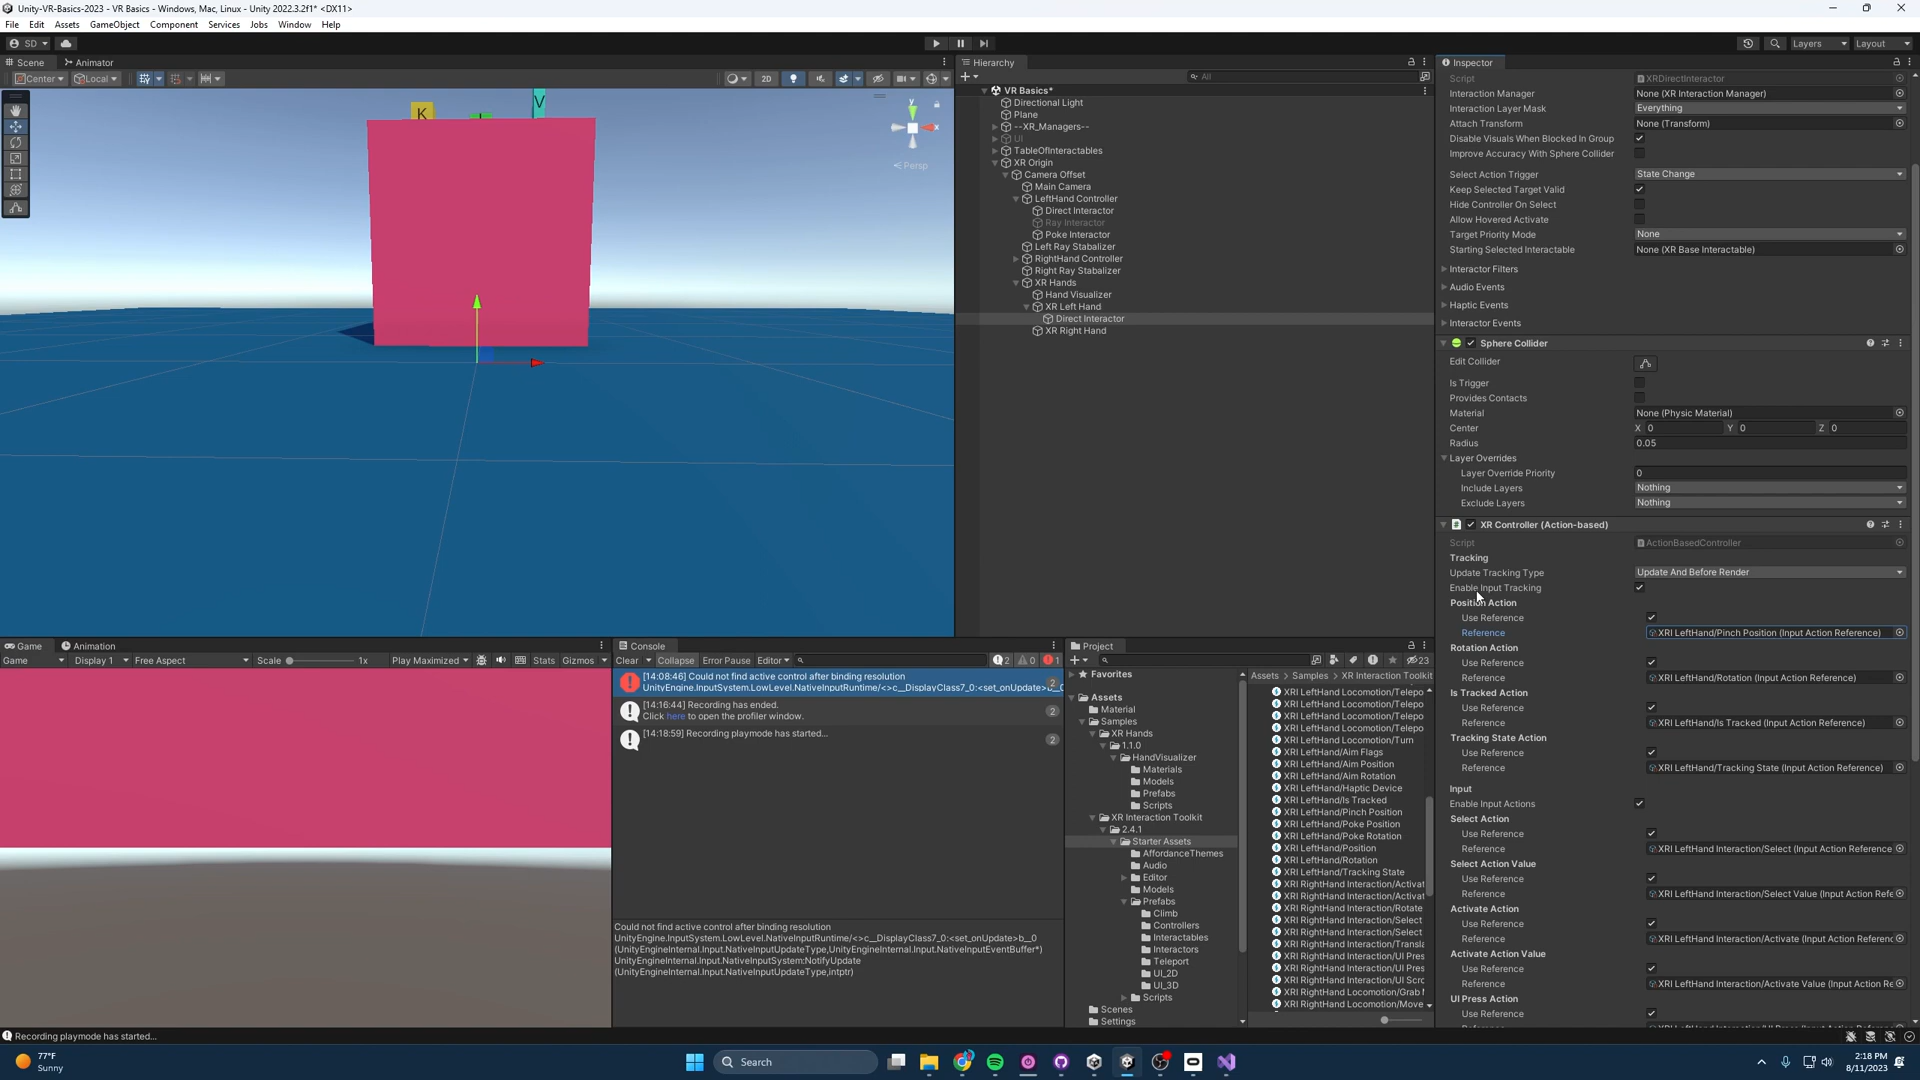 Unity-VR-Basics-2023 - VR Basics - Windows, Mac, Linux - Unity 2022.3.2f1* <DX11>
File Edit Assets GameObject Component Services Jobs Window Help
SD Layers Layout
Scene Animator
Center Local 2D
K V
y x
Persp
Hierarchy
All
VR Basics*
Directional Light
Plane
--XR_Managers--
UI
TableOfInteractables
XR Origin
Camera Offset
Main Camera
LeftHand Controller
Direct Interactor
Ray Interactor
Poke Interactor
Left Ray Stabalizer
RightHand Controller
Right Ray Stabalizer
XR Hands
Hand Visualizer
XR Left Hand
Direct Interactor
XR Right Hand
Inspector
Script XRDirectInteractor
Interaction Manager None (XR Interaction Manager)
Interaction Layer Mask Everything
Attach Transform None (Transform)
Disable Visuals When Blocked In Group
Improve Accuracy With Sphere Collider
Select Action Trigger State Change
Keep Selected Target Valid
Hide Controller On Select
Allow Hovered Activate
Target Priority Mode None
Starting Selected Interactable None (XR Base Interactable)
Interactor Filters
Audio Events
Haptic Events
Interactor Events
Sphere Collider
Edit Collider
Is Trigger
Provides Contacts
Material None (Physic Material)
Center X 0 Y 0 Z 0
Radius 0.05
Layer Overrides
Layer Override Priority 0
Include Layers Nothing
Exclude Layers Nothing
XR Controller (Action-based)
Script ActionBasedController
Tracking
Update Tracking Type Update And Before Render
Enable Input Tracking
Position Action
Use Reference
Reference XRI LeftHand/Pinch Position (Input Action Reference)
Rotation Action
Use Reference
Reference XRI LeftHand/Rotation (Input Action Reference)
Is Tracked Action
Use Reference
Reference XRI LeftHand/Is Tracked (Input Action Reference)
Tracking State Action
Use Reference
Reference XRI LeftHand/Tracking State (Input Action Reference)
Input
Enable Input Actions
Select Action
Use Reference
Reference XRI LeftHand Interaction/Select (Input Action Reference
Select Action Value
Use Reference
Reference XRI LeftHand Interaction/Select Value (Input Action Refe
Activate Action
Use Reference
Reference XRI LeftHand Interaction/Activate (Input Action Referenc
Activate Action Value
Use Reference
Reference XRI LeftHand Interaction/Activate Value (Input Action Re
UI Press Action
Use Reference
Game Animation
Game Display 1 Free Aspect Scale 1x Play Maximized Stats Gizmos
Console
Clear Collapse Error Pause Editor 2 0 1
[14:08:46] Could not find active control after binding resolution
UnityEngine.InputSystem.LowLevel.NativeInputRuntime/<>c__DisplayClass7_0:<set_onUpdate>b__0
2
[14:16:44] Recording has ended.
Click here to open the profiler window.
2
[14:18:59] Recording playmode has started...
2
Could not find active control after binding resolution
UnityEngine.InputSystem.LowLevel.NativeInputRuntime/<>c__DisplayClass7_0:<set_onUpdate>b__0
(UnityEngineInternal.Input.NativeInputUpdateType,UnityEngineInternal.Input.NativeInputEventBuffer*)
UnityEngineInternal.Input.NativeInputSystem:NotifyUpdate
(UnityEngineInternal.Input.NativeInputUpdateType,intptr)
Project
23
Favorites
Assets
Material
Samples
XR Hands
1.1.0
HandVisualizer
Materials
Models
Prefabs
Scripts
XR Interaction Toolkit
2.4.1
Starter Assets
AffordanceThemes
Audio
Editor
Models
Prefabs
Climb
Controllers
Interactables
Interactors
Teleport
UI_2D
UI_3D
Scripts
Scenes
Settings
Assets > Samples > XR Interaction Toolkit
XRI LeftHand Locomotion/Telepo
XRI LeftHand Locomotion/Telepo
XRI LeftHand Locomotion/Telepo
XRI LeftHand Locomotion/Telepo
XRI LeftHand Locomotion/Turn
XRI LeftHand/Aim Flags
XRI LeftHand/Aim Position
XRI LeftHand/Aim Rotation
XRI LeftHand/Haptic Device
XRI LeftHand/Is Tracked
XRI LeftHand/Pinch Position
XRI LeftHand/Poke Position
XRI LeftHand/Poke Rotation
XRI LeftHand/Position
XRI LeftHand/Rotation
XRI LeftHand/Tracking State
XRI RightHand Interaction/Activat
XRI RightHand Interaction/Activat
XRI RightHand Interaction/Rotate
XRI RightHand Interaction/Select
XRI RightHand Interaction/Select
XRI RightHand Interaction/Transla
XRI RightHand Interaction/UI Pres
XRI RightHand Interaction/UI Pres
XRI RightHand Interaction/UI Scro
XRI RightHand Locomotion/Grab
XRI RightHand Locomotion/Move
Recording playmode has started...
77°F
Sunny
Search
2:18 PM
8/11/2023